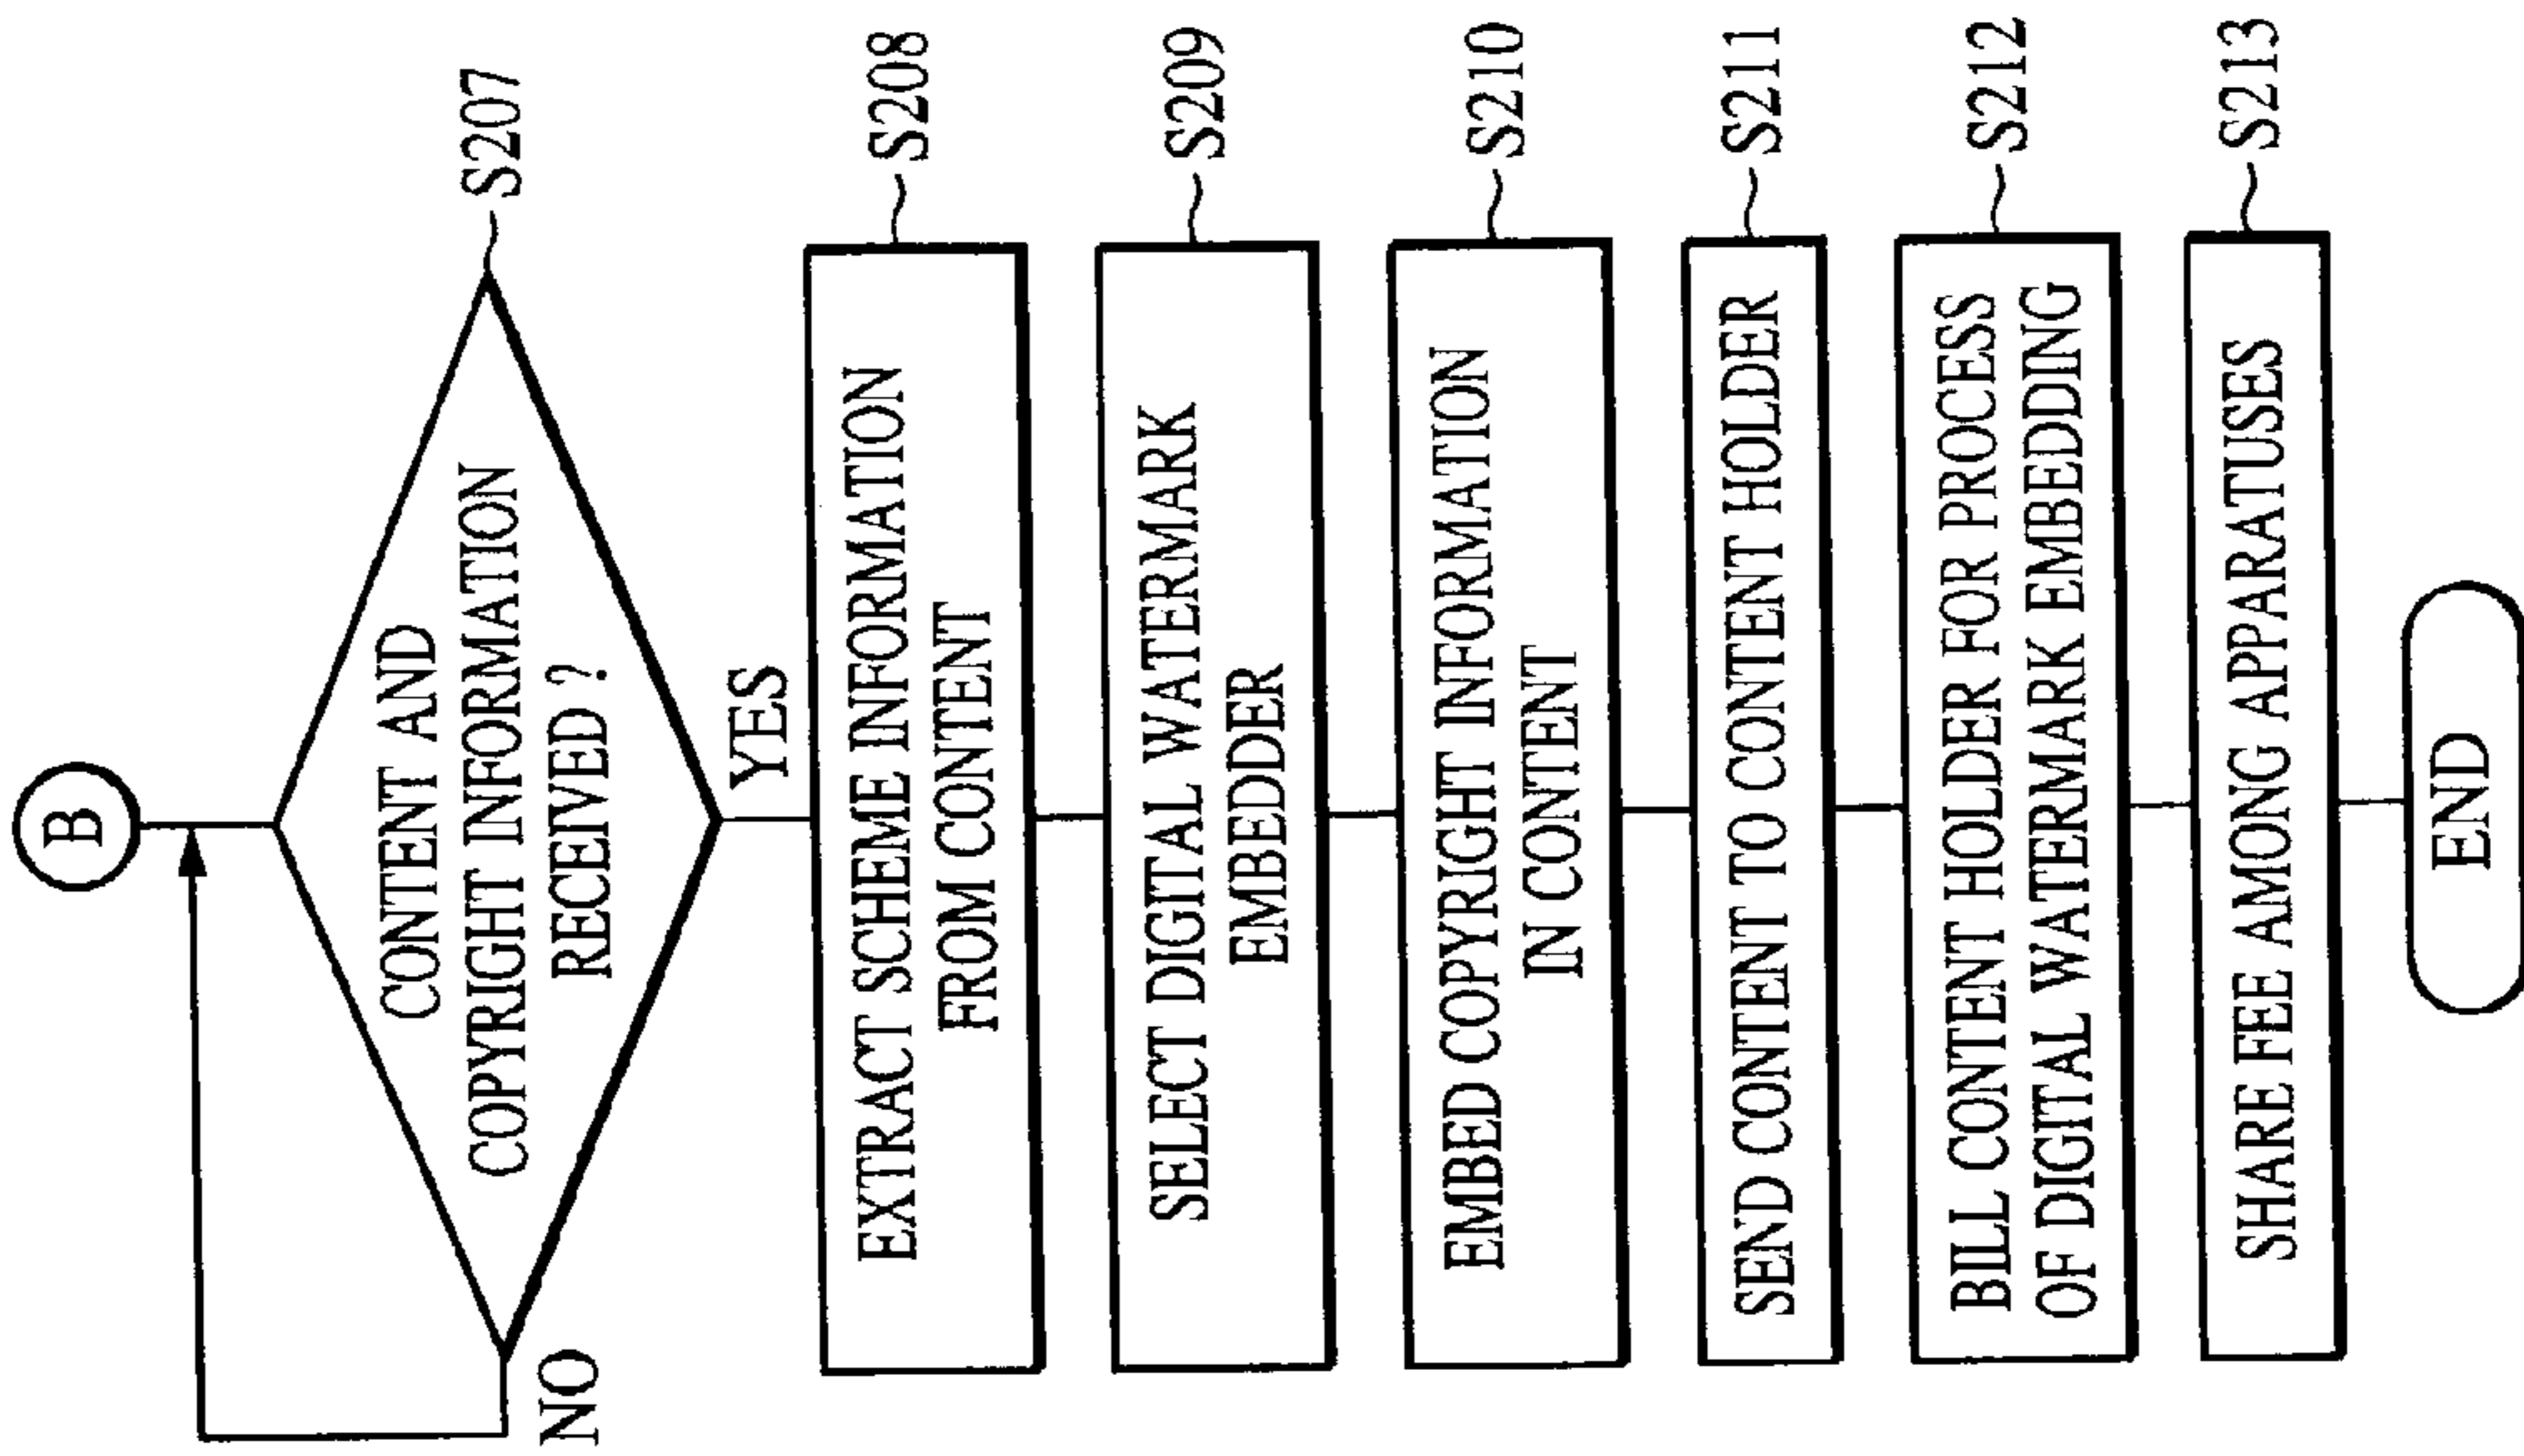 B
CONTENT AND
COPYRIGHT INFORMATION
RECEIVED ?
S207
NO
YES
EXTRACT SCHEME INFORMATION
FROM CONTENT
S208
SELECT DIGITAL WATERMARK
EMBEDDER
S209
EMBED COPYRIGHT INFORMATION
IN CONTENT
S210
SEND CONTENT TO CONTENT HOLDER
S211
BILL CONTENT HOLDER FOR PROCESS
OF DIGITAL WATERMARK EMBEDDING
S212
SHARE FEE AMONG APPARATUSES
S213
END